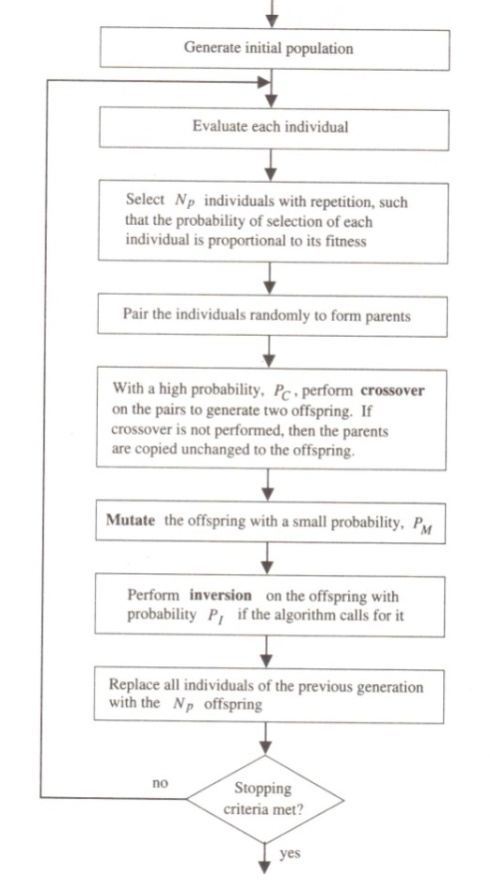 Generate initial population
Evaluate each individual
Select N_P individuals with repetition, such
that the probability of selection of each
individual is proportional to its fitness
Pair the individuals randomly to form parents
With a high probability, P_C, perform crossover
on the pairs to generate two offspring. If
crossover is not performed, then the parents
are copied unchanged to the offspring.
Mutate the offspring with a small probability, P_M
Perform inversion on the offspring with
probability P_I if the algorithm calls for it
Replace all individuals of the previous generation
with the N_P offspring
no
Stopping
criteria met?
yes